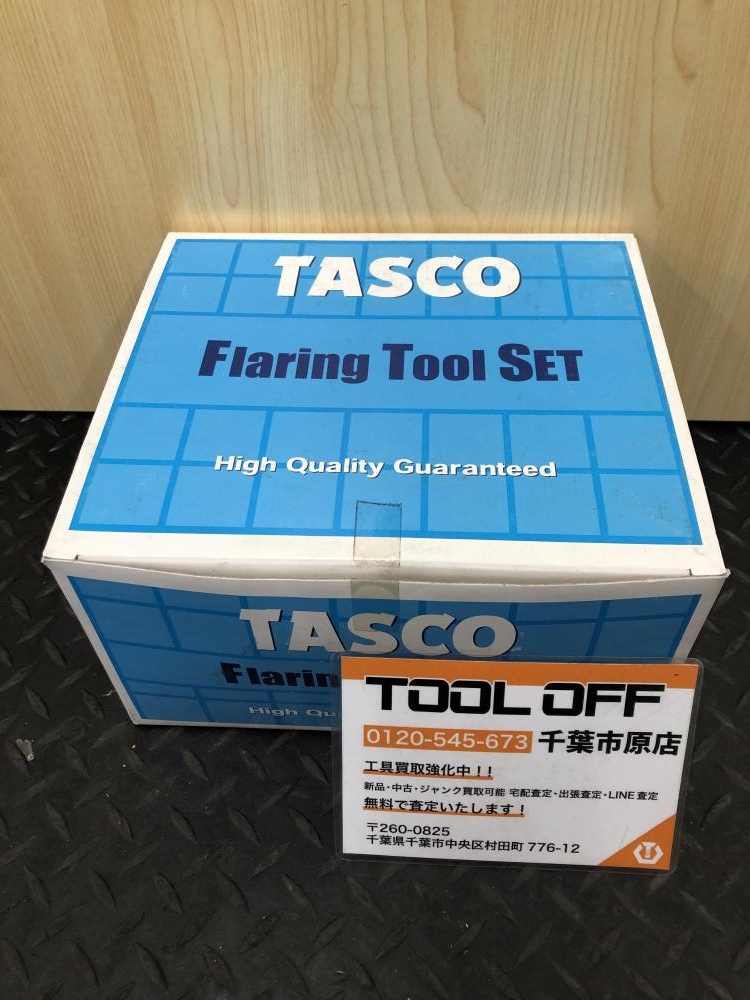 TASCO
Flaring Tool SET
High Quality Guaranteed
TASCO
Flarin
High Qu
TOOL OFF
0120-545-673 千葉市原店
工具買取強化中！！
新品・中古・ジャンク買取可能 宅配査定・出張査定・LINE査定
無料で査定いたします！
〒260-0825
千葉県千葉市中央区村田町 776-12